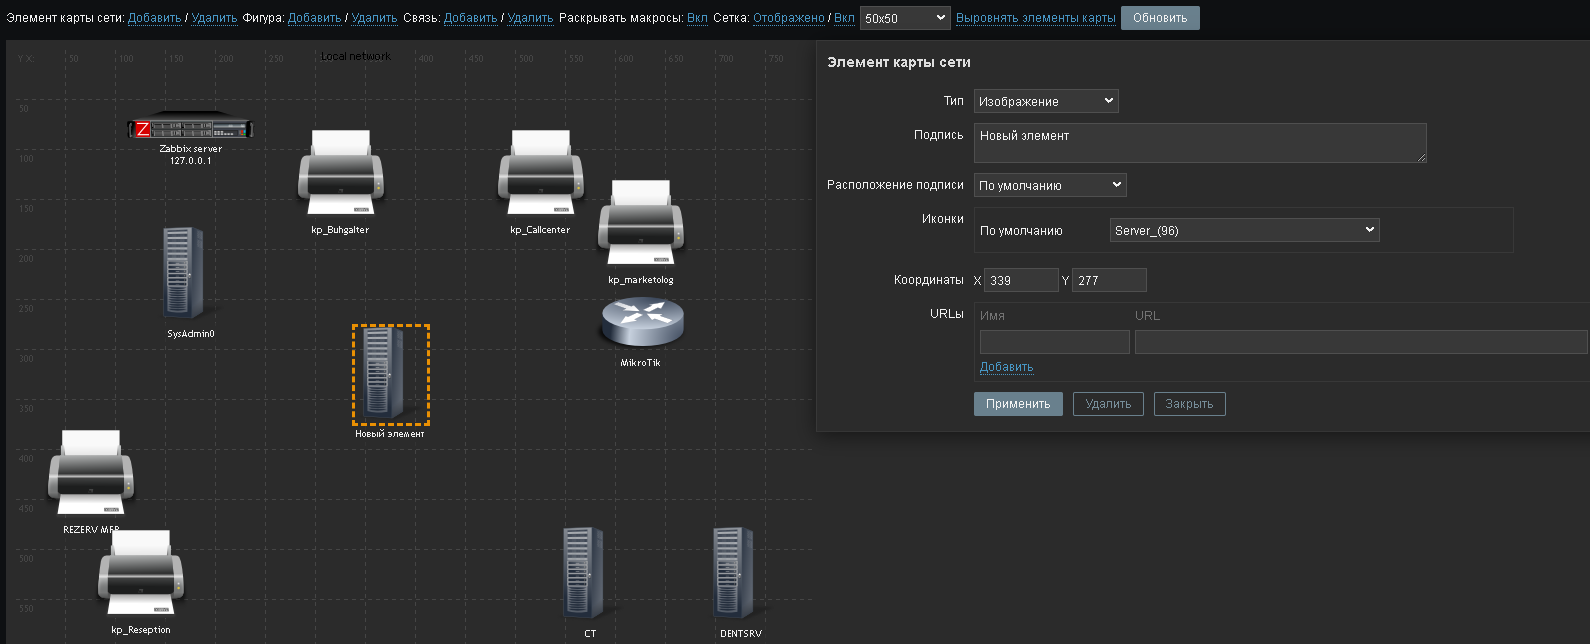 Элемент карты сети: Добавить / Удалить Фигура: Добавить / Удалить Связь: Добавить / Удалить Раскрывать макросы: Вкл Сетка: Отображено / Вкл 50x50 Выровнять элементы карты Обновить
Y X: 50 100 150 200 250 Local network 400 450 500 550 600 650 700 750
50
100
150
200
250
300
350
400
450
500
550
Zabbix server
127.0.0.1
kp_Buhgalter
kp_Callcenter
kp_marketolog
SysAdmin0
MikroTik
Новый элемент
REZERV MFP
kp_Reseption
CT
DENTSRV
Элемент карты сети
Тип Изображение
Подпись Новый элемент
Расположение подписи По умолчанию
Иконки
По умолчанию Server_(96)
Координаты X 339 Y 277
URLы Имя URL
Добавить
Применить Удалить Закрыть